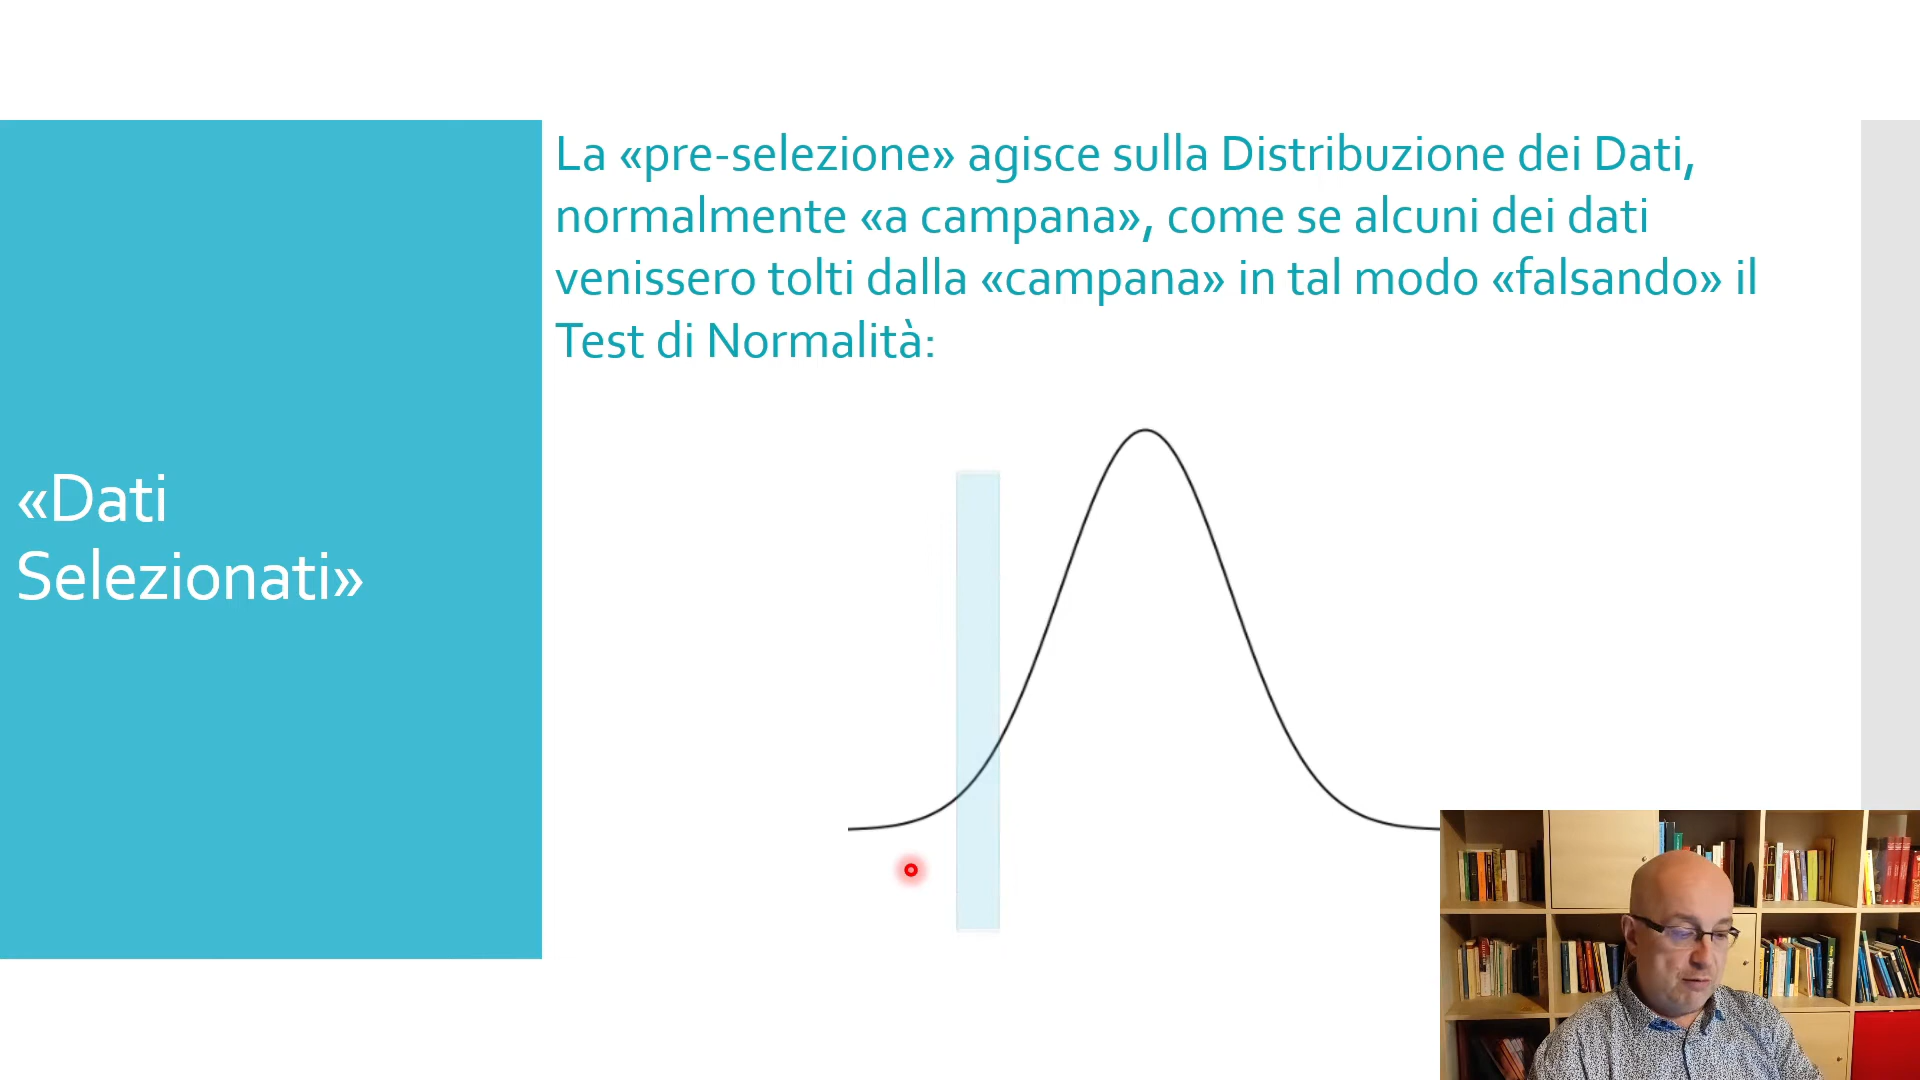 La «pre-selezione» agisce sulla Distribuzione dei Dati,
normalmente «a campana», come se alcuni dei dati
venissero tolti dalla «campana» in tal modo «falsando» il
Test di Normalità:
«Dati
Selezionati»